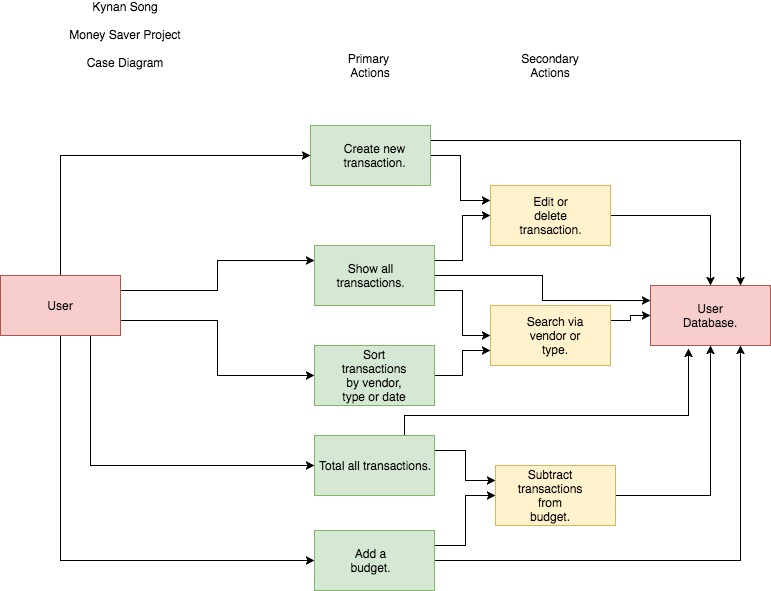 Kynan Song
Money Saver Project
Case Diagram
Primary
Actions
Secondary
Actions
Create new
transaction.
Edit or
delete
transaction.
Show all
transactions.
User
User
Database.
Search via
vendor or
type.
Sort
transactions
by vendor,
type or date
Total all transactions.
Subtract
transactions
from
budget.
Add a
budget.